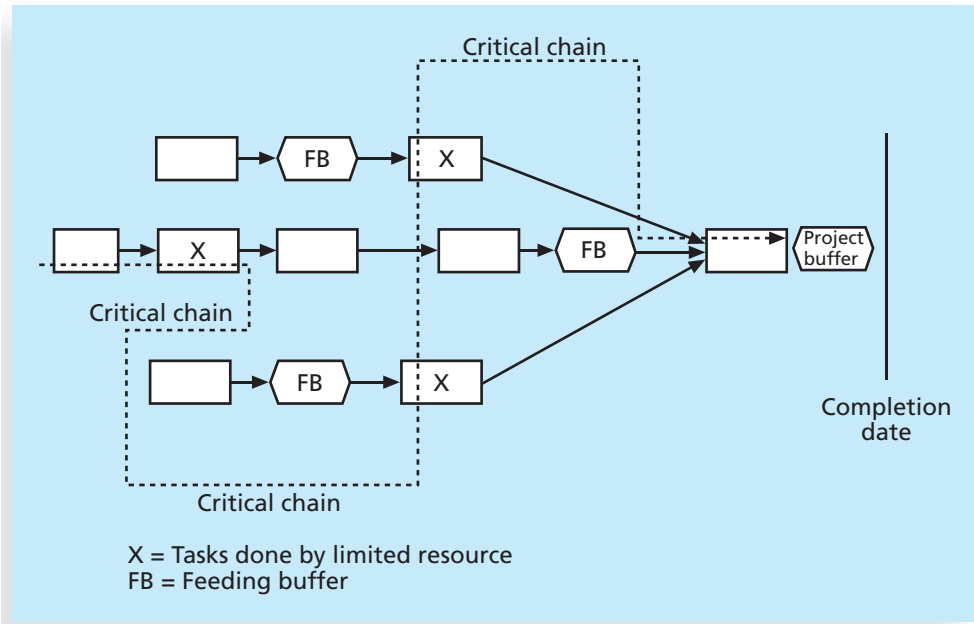 Critical chain
FB
X
X
FB
Project
buffer
Critical chain
FB
X
Completion
date
Critical chain
X = Tasks done by limited resource
FB = Feeding buffer